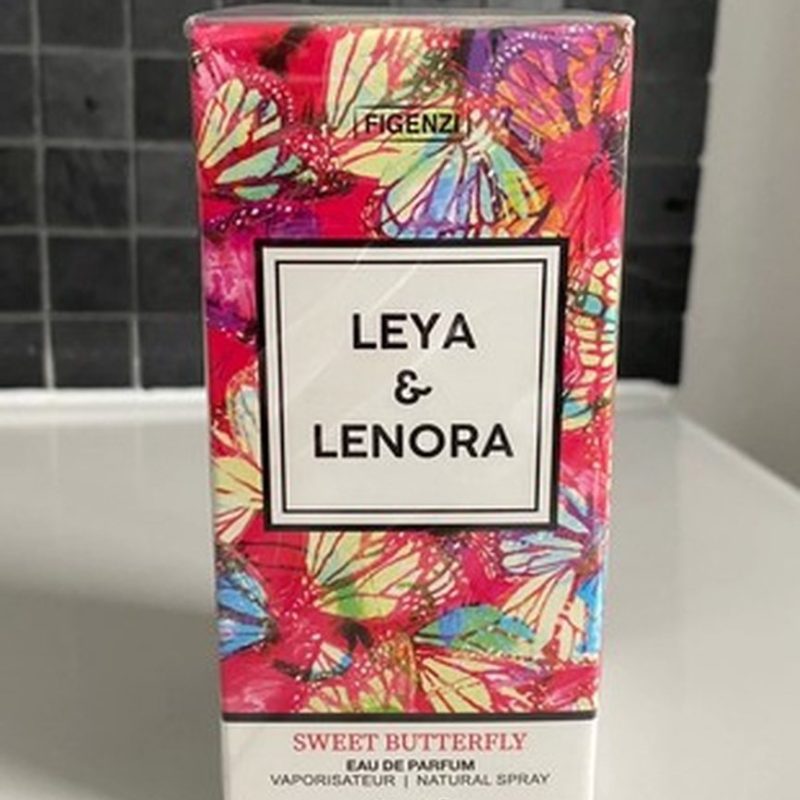 FIGENZI
LEYA
&
LENORA
SWEET BUTTERFLY
EAU DE PARFUM
VAPORISATEUR | NATURAL SPRAY